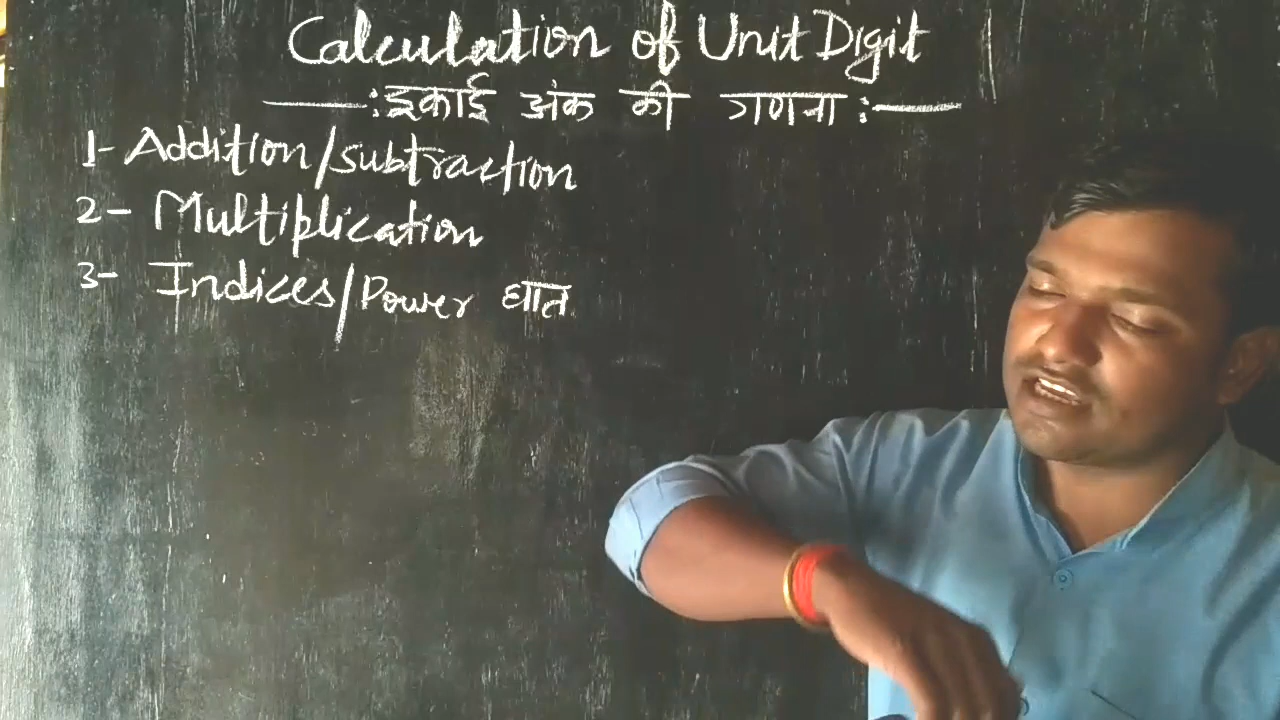 Calculation of Unit Digit
:इकाई अंक की गणना:
1- Addition/subtraction
2- Multiplication
3- Indices/Power घात